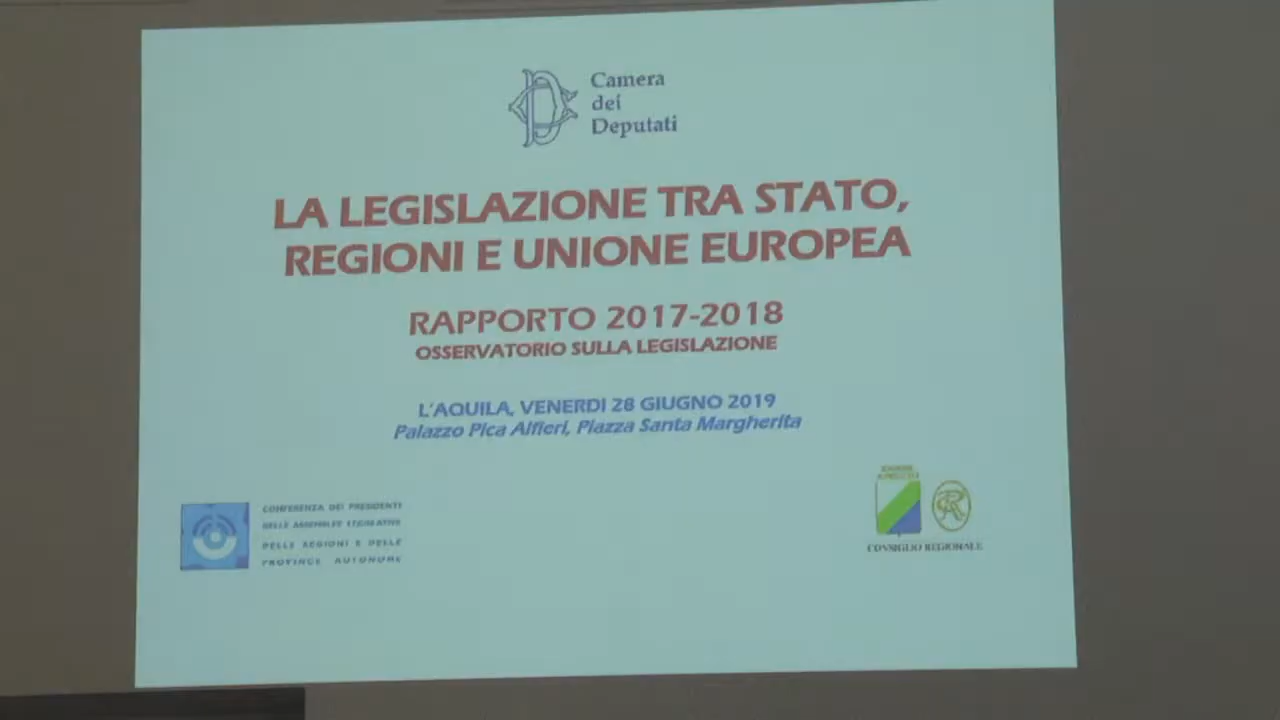 Camera
dei
Deputati
LA LEGISLAZIONE TRA STATO,
REGIONI E UNIONE EUROPEA
RAPPORTO 2017-2018
OSSERVATORIO SULLA LEGISLAZIONE
L'AQUILA, VENERDI 28 GIUGNO 2019
Palazzo Pica Alfieri, Piazza Santa Margherita
CONFERENZA DEI PRESIDENTI
DELLE ASSEMBLEE LEGISLATIVE
DELLE REGIONI E DELLE
PROVINCE AUTONOME
CONSIGLIO REGIONALE